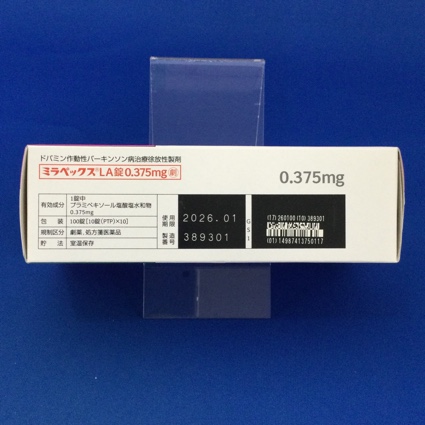 ドパミン作動性パーキンソン病治療徐放性製剤
ミラペックス®LA錠0.375mg 劇
0.375mg
有効成分 1錠中 プラミペキソール塩酸塩水和物 0.375mg
包装 100錠[10錠(PTP)×10]
規制区分 劇薬、処方箋医薬品
貯法 室温保存
使用期限 2026.01
製造番号 389301
GS1
(17)260100(10)389301
(01)14987413750117